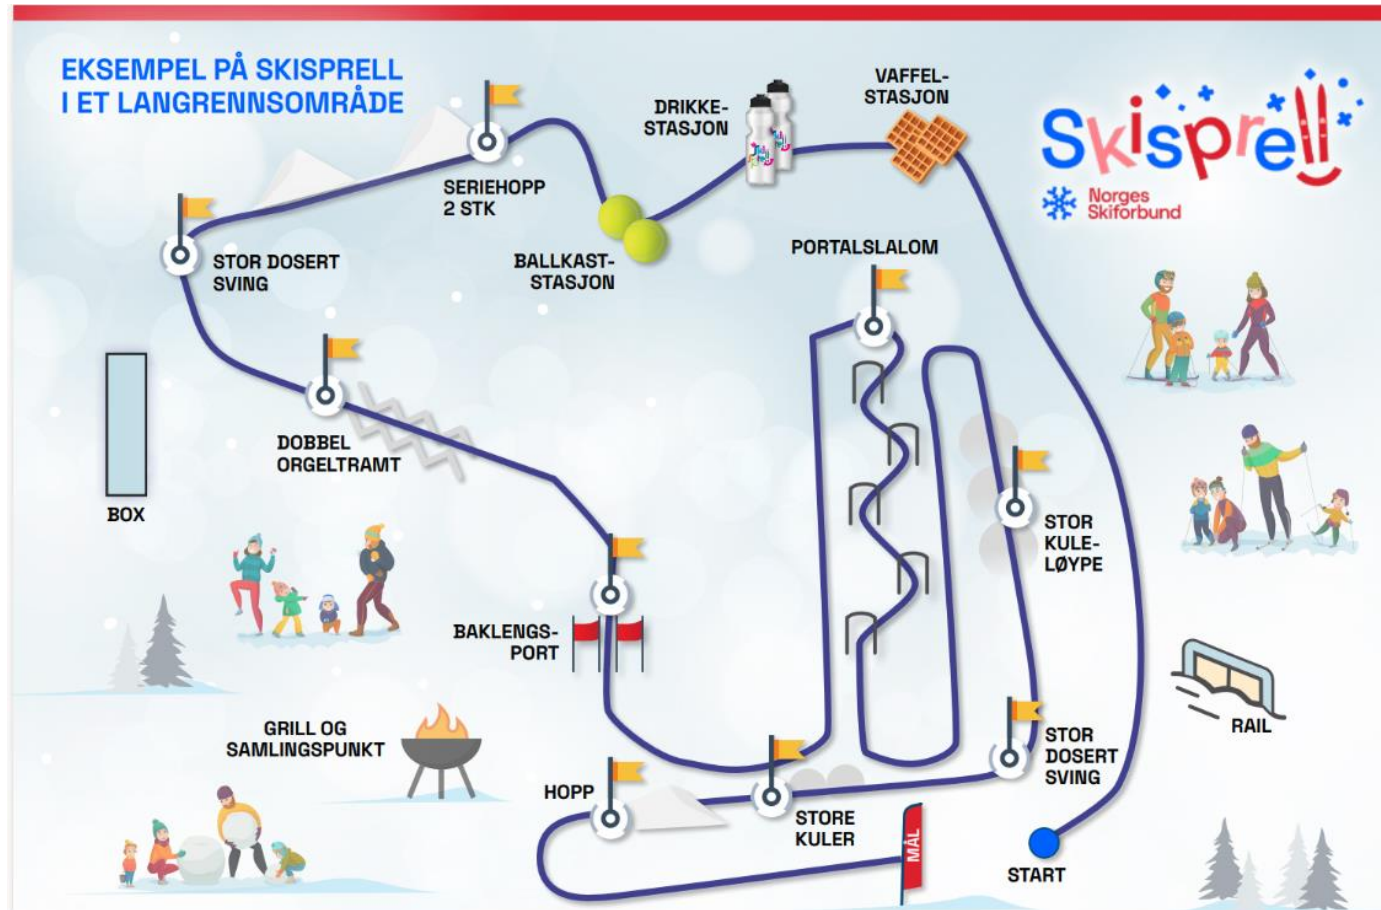 EKSEMPEL PÅ SKISPRELL
I ET LANGRENNSOMRÅDE
Skisprell
Norges
Skiforbund
VAFFEL-
STASJON
DRIKKE-
STASJON
SERIEHOPP
2 STK
BALLKAST-
STASJON
STOR DOSERT
SVING
PORTALSLALOM
BOX
DOBBEL
ORGELTRAMT
STOR
KULE-
LØYPE
BAKLENGS-
PORT
GRILL OG
SAMLINGSPUNKT
RAIL
STOR
DOSERT
SVING
HOPP
STORE
KULER
MÅL
START